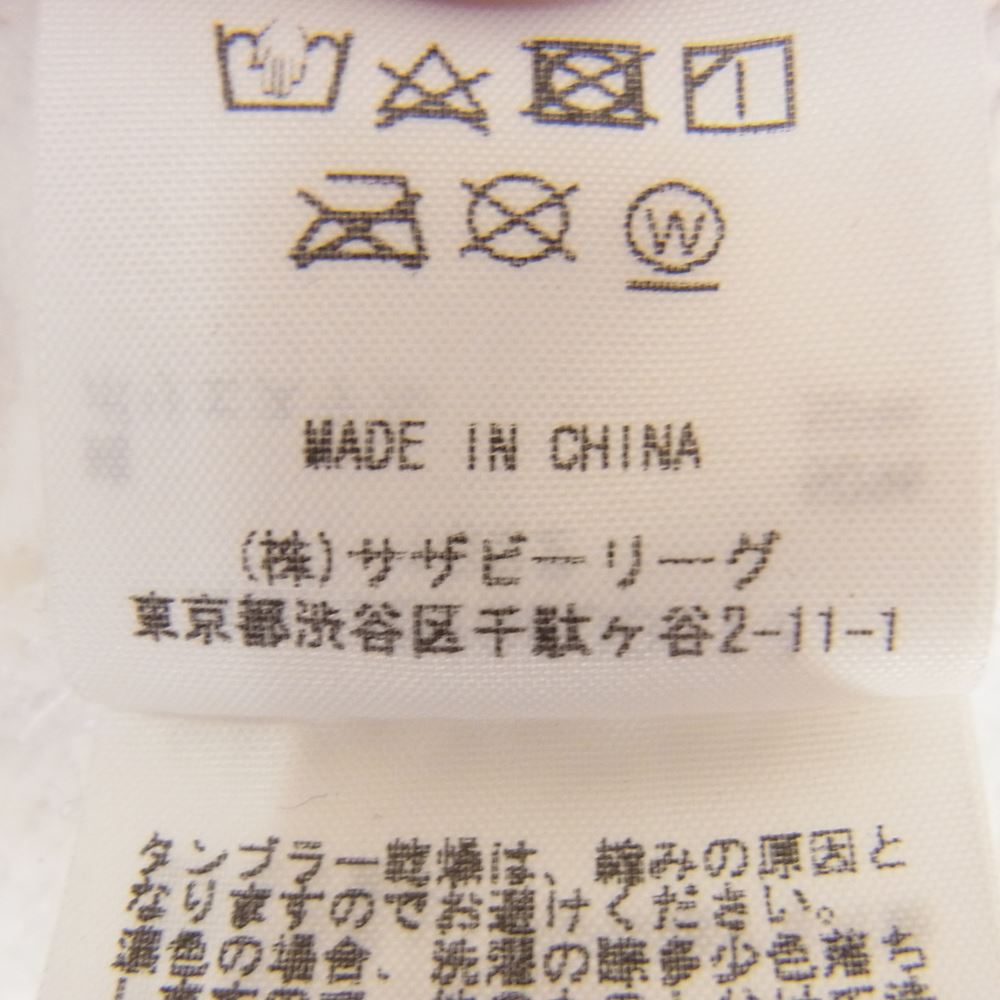 MADE IN CHINA
(株)サザビーリーグ
東京都渋谷区千駄ヶ谷2-11-1
タンブラー乾燥は、縮みの原因と
なりますのでお避けください。
濃色の場合、洗濯の際多少色落ち